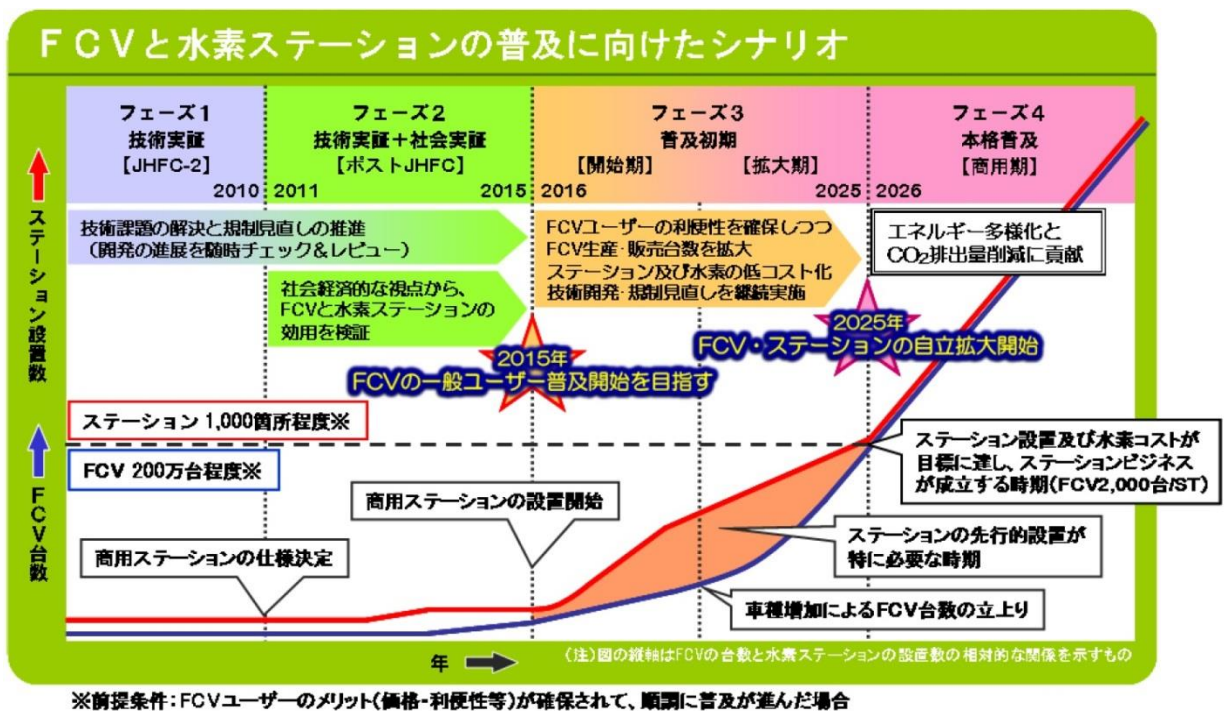 FCVと水素ステーションの普及に向けたシナリオ
フェーズ1
技術実証
【JHFC-2】
2010
フェーズ2
技術実証+社会実証
【ポストJHFC】
2011
2015
フェーズ3
普及初期
【開始期】
【拡大期】
2016
2025
フェーズ4
本格普及
【商用期】
2026
ステーション設置数
FCV台数
技術課題の解決と規制見直しの推進
(開発の進展を随時チェック&レビュー)
社会経済的な視点から、
FCVと水素ステーションの
効用を検証
FCVユーザーの利便性を確保しつつ
FCV生産・販売台数を拡大
ステーション及び水素の低コスト化
技術開発・規制見直しを継続実施
エネルギー多様化と
CO₂排出量削減に貢献
2015年
FCVの一般ユーザー普及開始を目指す
2025年
FCV・ステーションの自立拡大開始
ステーション 1,000箇所程度※
FCV 200万台程度※
商用ステーションの仕様決定
商用ステーションの設置開始
ステーション設置及び水素コストが
目標に達し、ステーションビジネス
が成立する時期(FCV2,000台/ST)
ステーションの先行的設置が
特に必要な時期
車種増加によるFCV台数の立上り
年
(注)図の縦軸はFCVの台数と水素ステーションの設置数の相対的な関係を示すもの
※前提条件:FCVユーザーのメリット(価格・利便性等)が確保されて、順調に普及が進んだ場合